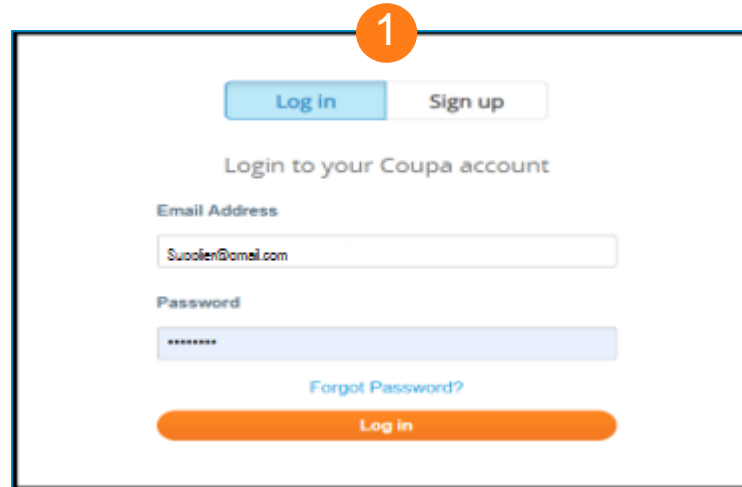 1
Log in Sign up
Login to your Coupa account
Email Address
Supplier@gmail.com
Password
••••••••
Forgot Password?
Log in